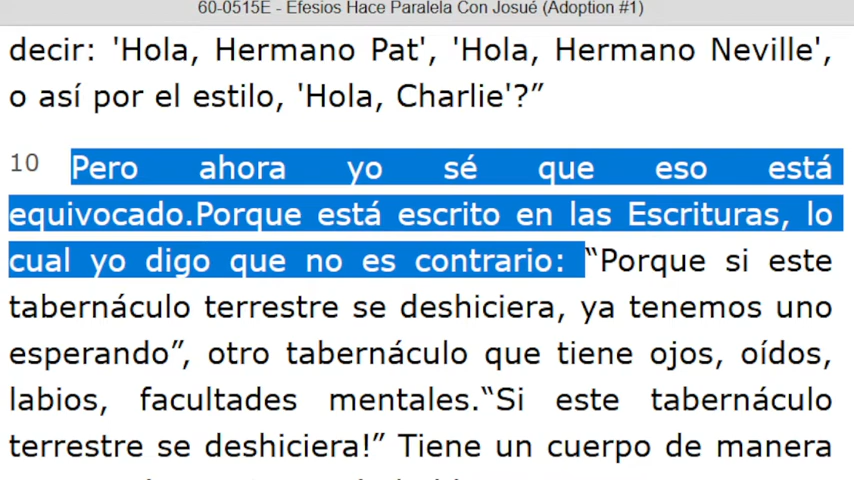 60-0515E - Efesios Hace Paralela Con Josué (Adoption #1)
decir: 'Hola, Hermano Pat', 'Hola, Hermano Neville',
o así por el estilo, 'Hola, Charlie'?”
10 Pero ahora yo sé que eso está
equivocado.Porque está escrito en las Escrituras, lo
cual yo digo que no es contrario: “Porque si este
tabernáculo terrestre se deshiciera, ya tenemos uno
esperando”, otro tabernáculo que tiene ojos, oídos,
labios, facultades mentales.“Si este tabernáculo
terrestre se deshiciera!” Tiene un cuerpo de manera